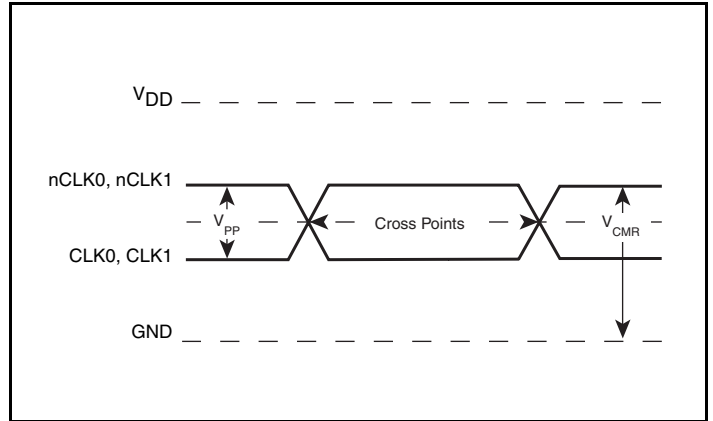 VDD
nCLK0, nCLK1
VPP
Cross Points
VCMR
CLK0, CLK1
GND